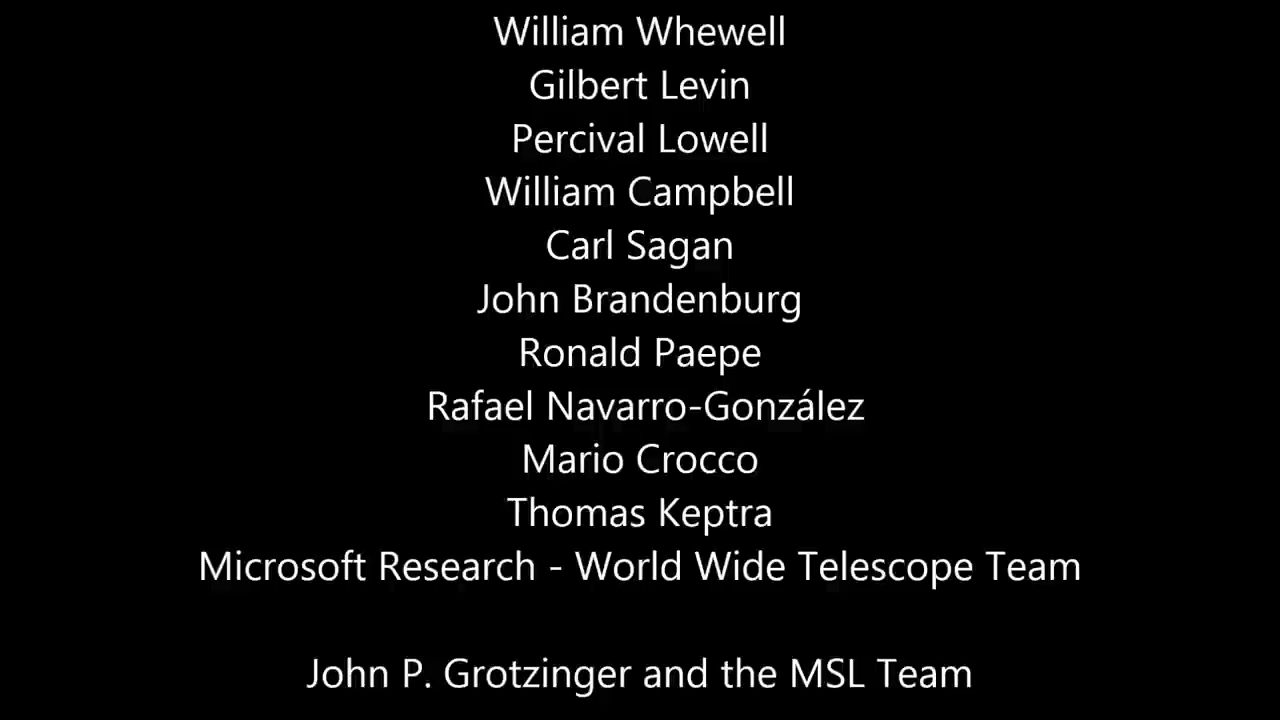 William Whewell
Gilbert Levin
Percival Lowell
William Campbell
Carl Sagan
John Brandenburg
Ronald Paepe
Rafael Navarro-González
Mario Crocco
Thomas Keptra
Microsoft Research - World Wide Telescope Team
John P. Grotzinger and the MSL Team